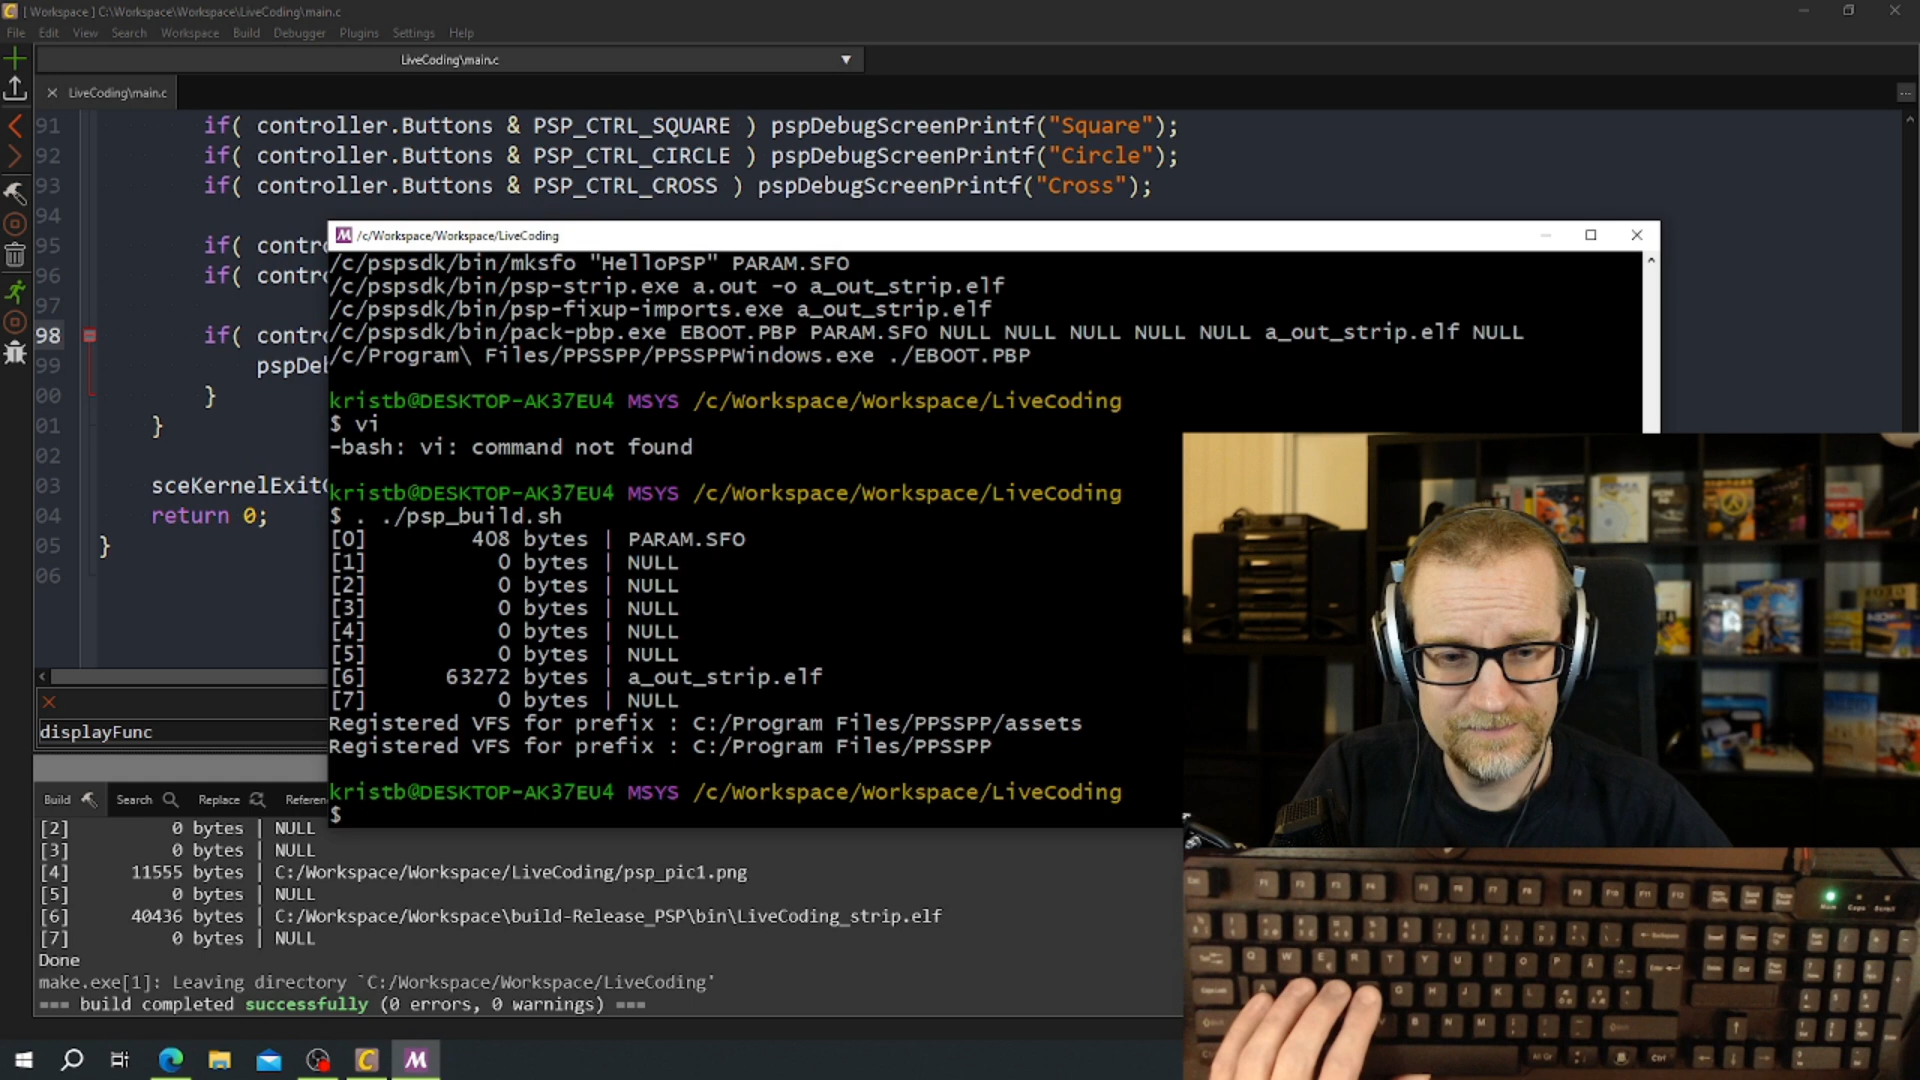 [ Workspace ] C:\Workspace\Workspace\LiveCoding\main.c
File Edit View Search Workspace Build Debugger Plugins Settings Help
LiveCoding\main.c
LiveCoding\main.c
91 if( controller.Buttons & PSP_CTRL_SQUARE ) pspDebugScreenPrintf("Square");
92 if( controller.Buttons & PSP_CTRL_CIRCLE ) pspDebugScreenPrintf("Circle");
93 if( controller.Buttons & PSP_CTRL_CROSS ) pspDebugScreenPrintf("Cross");
94
95 if( contr
96 if( contr
97
98 if( contr
99 pspDeb
00 }
01 }
02
03 sceKernelExit
04 return 0;
05 }
06
/c/Workspace/Workspace/LiveCoding
/c/pspsdk/bin/mksfo "HelloPSP" PARAM.SFO
/c/pspsdk/bin/psp-strip.exe a.out -o a_out_strip.elf
/c/pspsdk/bin/psp-fixup-imports.exe a_out_strip.elf
/c/pspsdk/bin/pack-pbp.exe EBOOT.PBP PARAM.SFO NULL NULL NULL NULL NULL a_out_strip.elf NULL
/c/Program\ Files/PPSSPP/PPSSPPWindows.exe ./EBOOT.PBP
kristb@DESKTOP-AK37EU4 MSYS /c/Workspace/Workspace/LiveCoding
$ vi
-bash: vi: command not found
kristb@DESKTOP-AK37EU4 MSYS /c/Workspace/Workspace/LiveCoding
$ . ./psp_build.sh
[0] 408 bytes | PARAM.SFO
[1] 0 bytes | NULL
[2] 0 bytes | NULL
[3] 0 bytes | NULL
[4] 0 bytes | NULL
[5] 0 bytes | NULL
[6] 63272 bytes | a_out_strip.elf
[7] 0 bytes | NULL
Registered VFS for prefix : C:/Program Files/PPSSPP/assets
Registered VFS for prefix : C:/Program Files/PPSSPP
kristb@DESKTOP-AK37EU4 MSYS /c/Workspace/Workspace/LiveCoding
$
displayFunc
Build Search Replace Referen
[2] 0 bytes | NULL
[3] 0 bytes | NULL
[4] 11555 bytes | C:/Workspace/Workspace/LiveCoding/psp_pic1.png
[5] 0 bytes | NULL
[6] 40436 bytes | C:/Workspace/Workspace\build-Release_PSP\bin\LiveCoding_strip.elf
[7] 0 bytes | NULL
Done
make.exe[1]: Leaving directory `C:/Workspace/Workspace/LiveCoding'
=== build completed successfully (0 errors, 0 warnings) ===